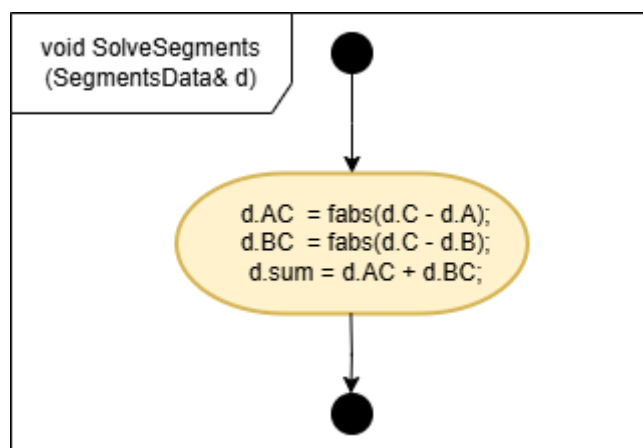 void SolveSegments
(SegmentsData& d)
d.AC = fabs(d.C - d.A);
d.BC = fabs(d.C - d.B);
d.sum = d.AC + d.BC;